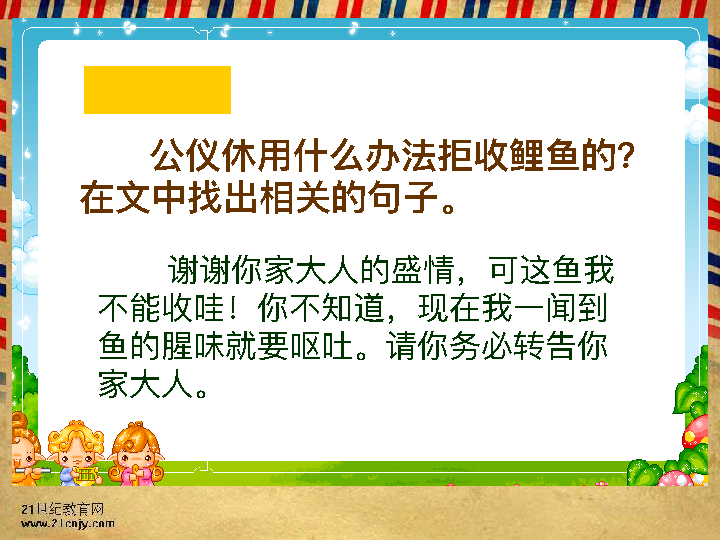 公仪休用什么办法拒收鲤鱼的?
在文中找出相关的句子。
谢谢你家大人的盛情，可这鱼我
不能收哇！你不知道，现在我一闻到
鱼的腥味就要呕吐。请你务必转告你
家大人。
21世纪教育网
www.21cnjy.com